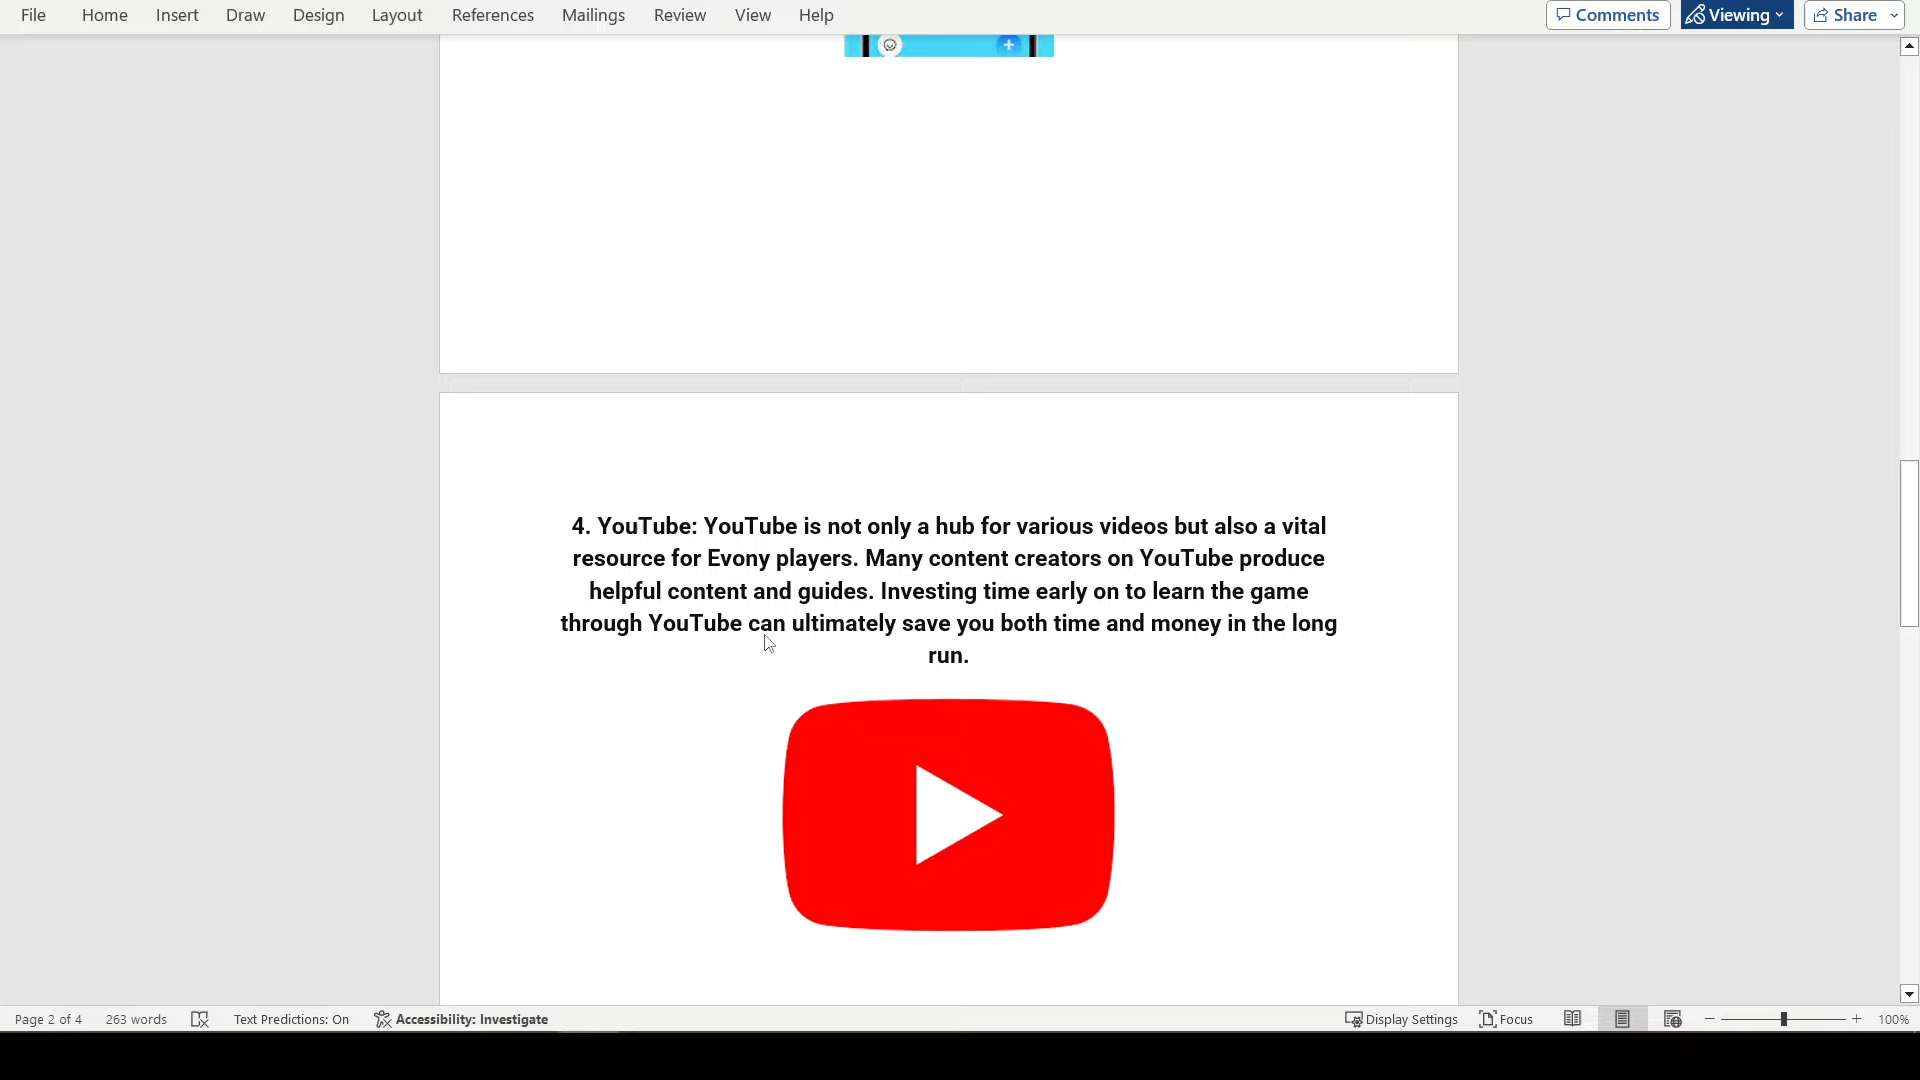 File Home Insert Draw Design Layout References Mailings Review View Help Comments Viewing Share
4. YouTube: YouTube is not only a hub for various videos but also a vital
resource for Evony players. Many content creators on YouTube produce
helpful content and guides. Investing time early on to learn the game
through YouTube can ultimately save you both time and money in the long
run.
Page 2 of 4 263 words Text Predictions: On Accessibility: Investigate Display Settings Focus 100%